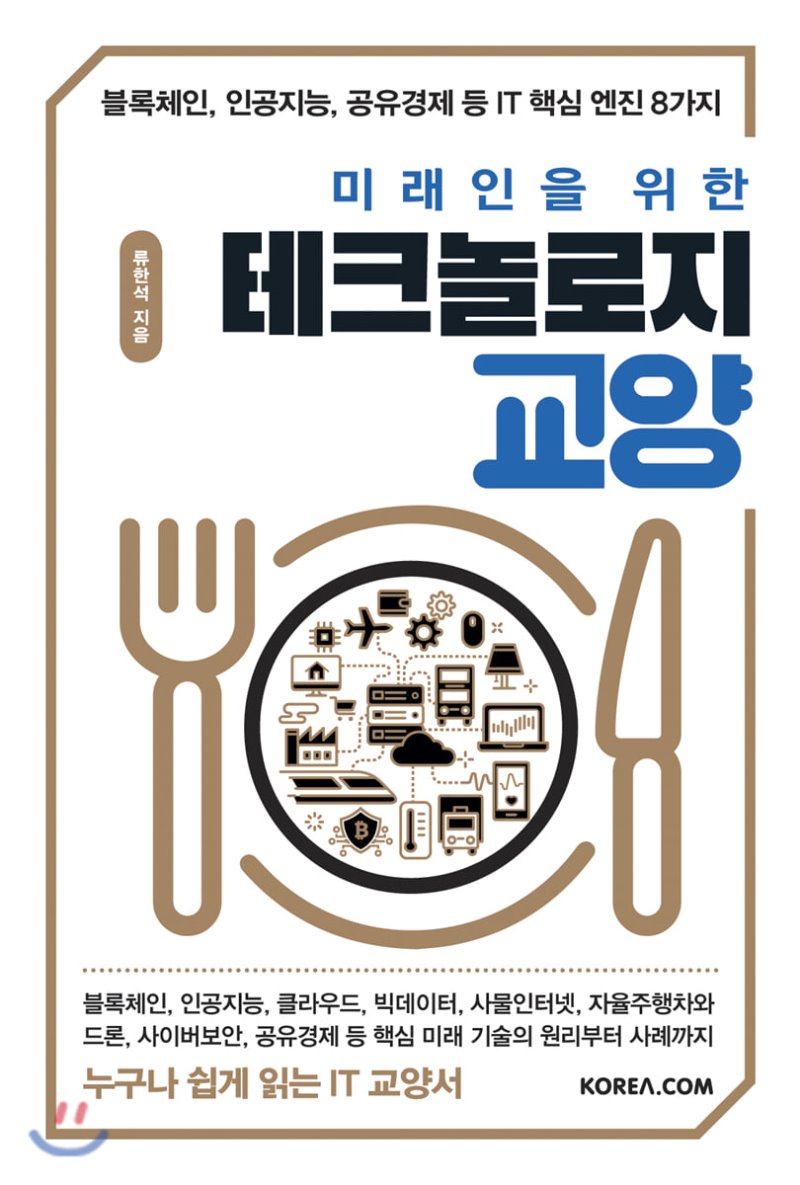 블록체인, 인공지능, 공유경제 등 IT 핵심 엔진 8가지
미래인을 위한
테크놀로지
교양
류한석 지음
블록체인, 인공지능, 클라우드, 빅데이터, 사물인터넷, 자율주행차와
드론, 사이버보안, 공유경제 등 핵심 미래 기술의 원리부터 사례까지
누구나 쉽게 읽는 IT 교양서
KOREA.COM